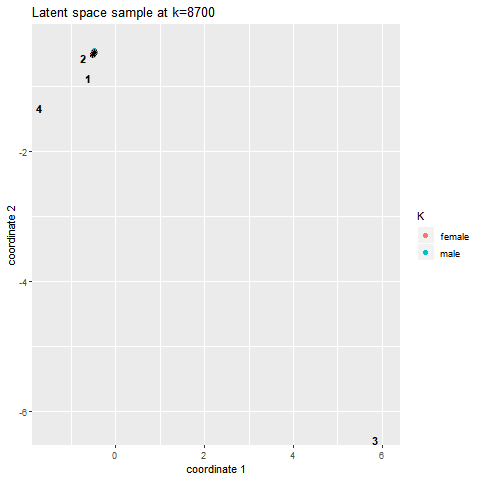 Latent space sample at k=8700
2
1
4
3
-2
-4
-6
0
2
4
6
coordinate 1
coordinate 2
K
female
male